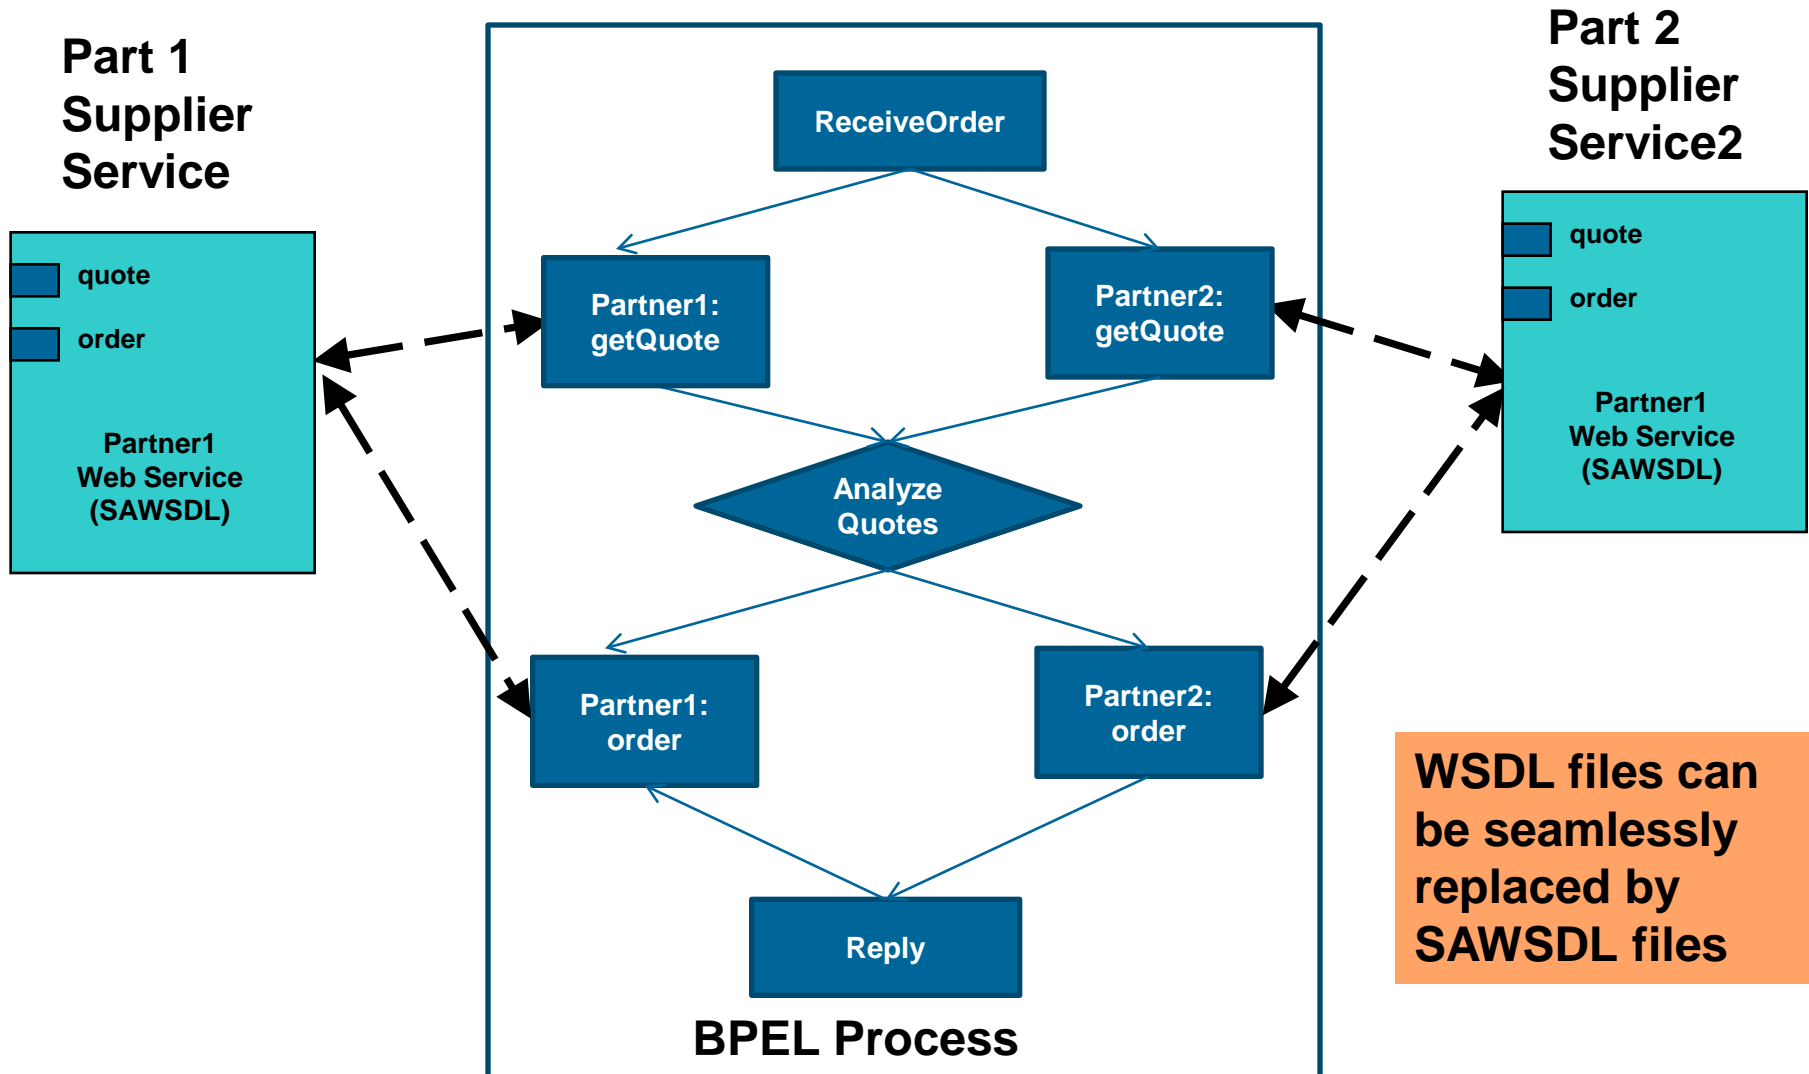 Part 1
Supplier
Service
quote
order
Partner1
Web Service
(SAWSDL)
ReceiveOrder
Partner1:
getQuote
Partner2:
getQuote
Analyze
Quotes
Partner1:
order
Partner2:
order
Reply
BPEL Process
Part 2
Supplier
Service2
quote
order
Partner1
Web Service
(SAWSDL)
WSDL files can
be seamlessly
replaced by
SAWSDL files